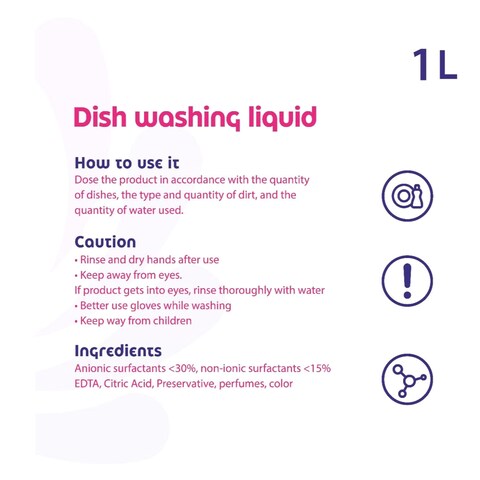 1 L
Dish washing liquid
How to use it
Dose the product in accordance with the quantity
of dishes, the type and quantity of dirt, and the
quantity of water used.
Caution
• Rinse and dry hands after use
• Keep away from eyes.
If product gets into eyes, rinse thoroughly with water
• Better use gloves while washing
• Keep way from children
Ingredients
Anionic surfactants <30%, non-ionic surfactants <15%
EDTA, Citric Acid, Preservative, perfumes, color